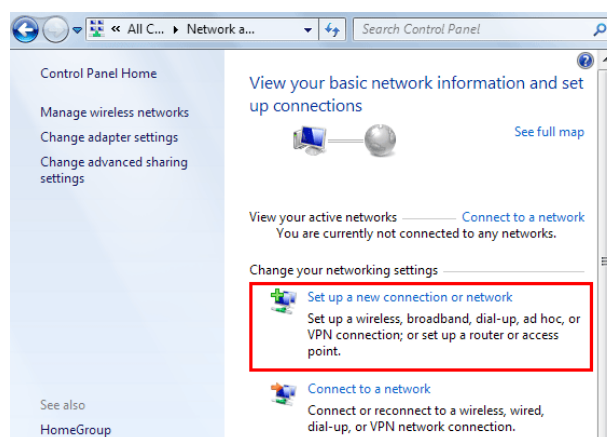 « All C... ▸ Network a...
Search Control Panel
Control Panel Home
Manage wireless networks
Change adapter settings
Change advanced sharing
settings
See also
HomeGroup
View your basic network information and set
up connections
See full map
View your active networks
Connect to a network
You are currently not connected to any networks.
Change your networking settings
Set up a new connection or network
Set up a wireless, broadband, dial-up, ad hoc, or
VPN connection; or set up a router or access
point.
Connect to a network
Connect or reconnect to a wireless, wired,
dial-up, or VPN network connection.